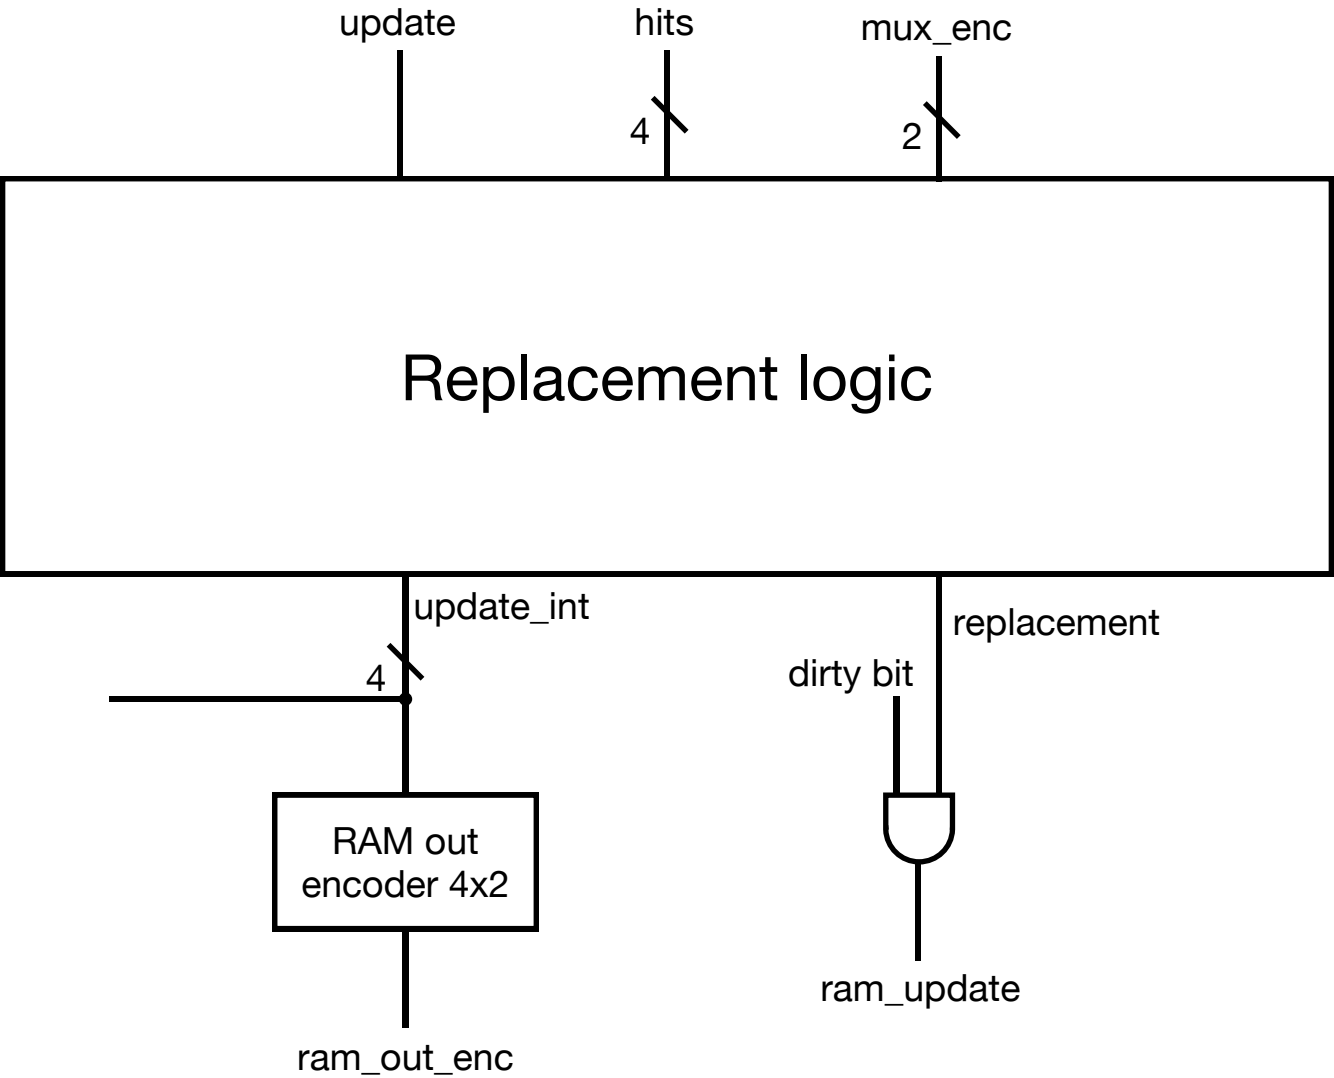 update
hits
mux_enc
4
2
Replacement logic
update_int
replacement
4
dirty bit
RAM out
encoder 4x2
ram_update
ram_out_enc